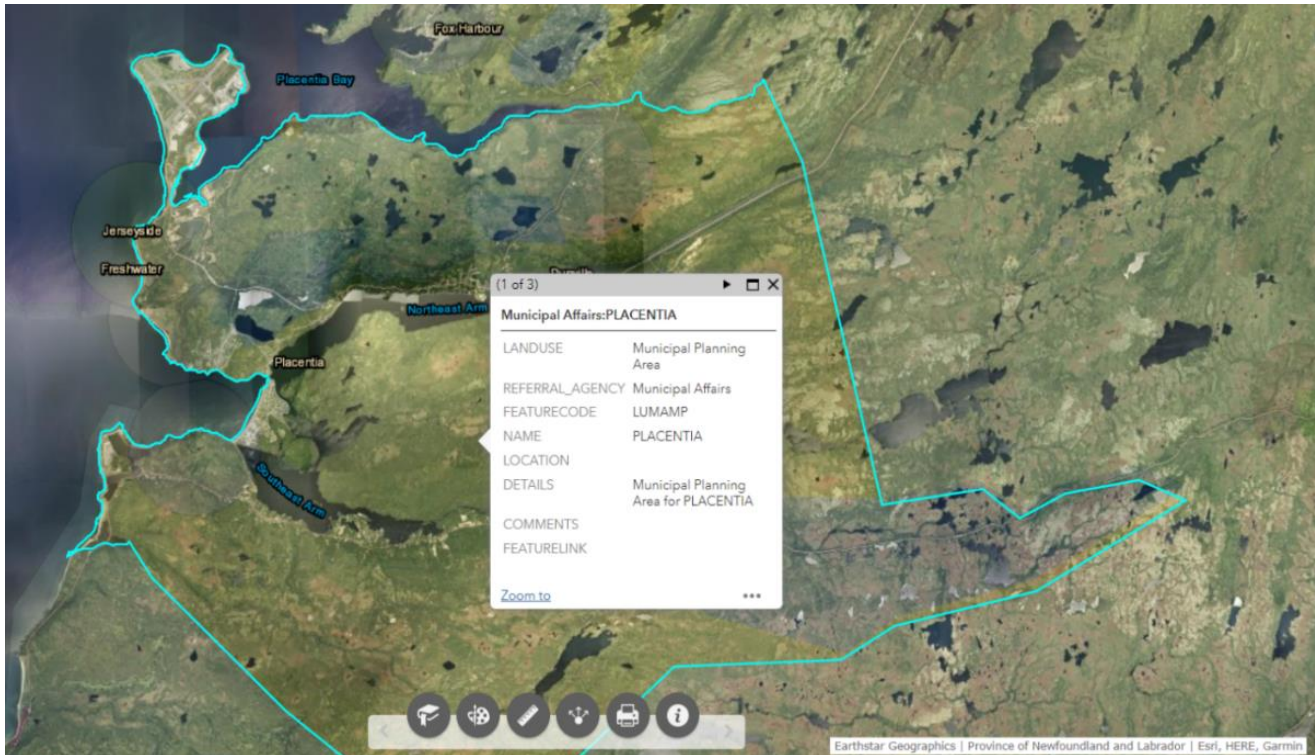 Fox Harbour
Placentia Bay
Jerseyside
Freshwater
Northeast Arm
Placentia
Southeast Arm
(1 of 3)
Municipal Affairs:PLACENTIA
LANDUSE Municipal Planning
Area
REFERRAL_AGENCY Municipal Affairs
FEATURECODE LUMAMP
NAME PLACENTIA
LOCATION
DETAILS Municipal Planning
Area for PLACENTIA
COMMENTS
FEATURELINK
Zoom to
Earthstar Geographics | Province of Newfoundland and Labrador | Esri, HERE, Garmin